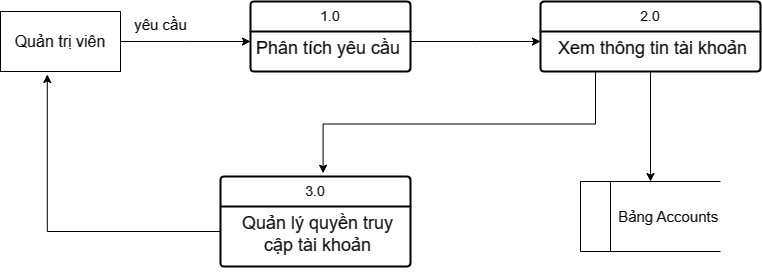 1.0
2.0
yêu cầu
Quản trị viên
Phân tích yêu cầu
Xem thông tin tài khoản
3.0
Quản lý quyền truy
cập tài khoản
Bảng Accounts